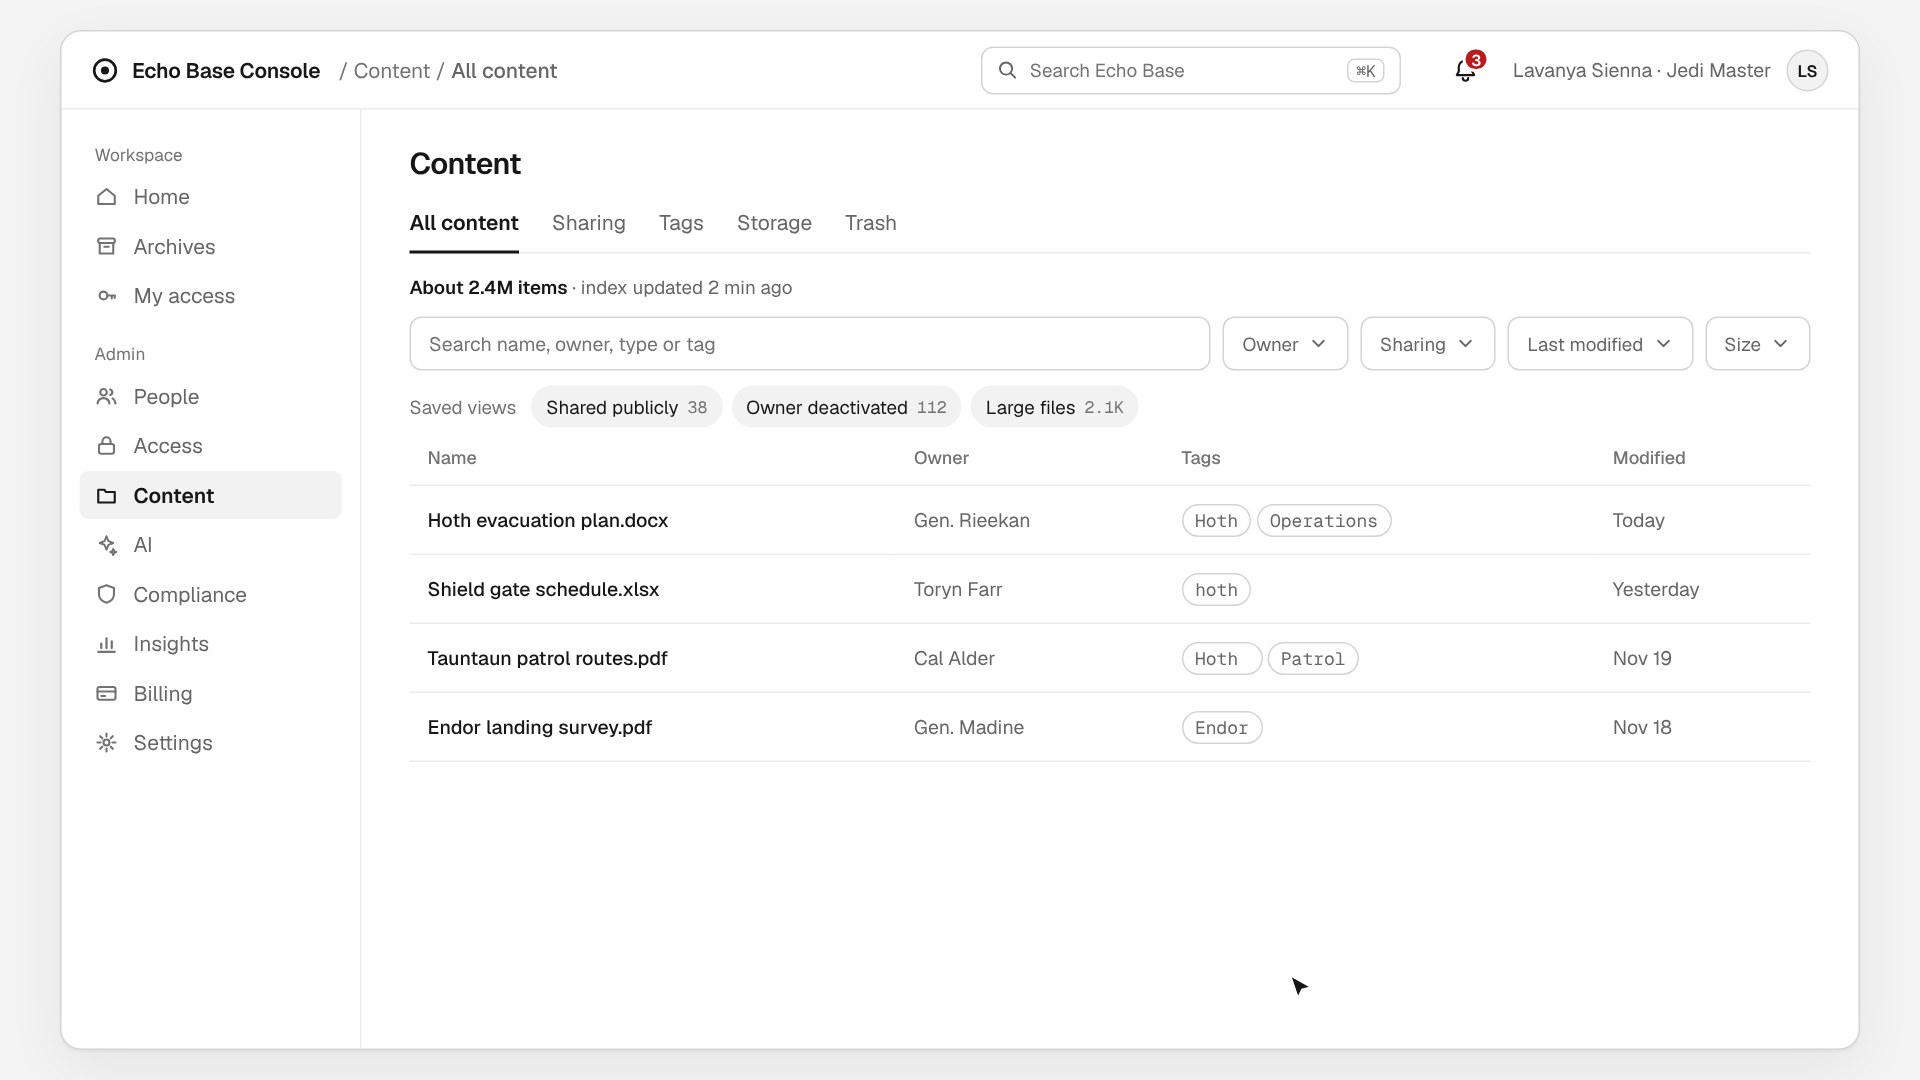 Echo Base Console / Content / All content
Search Echo Base ⌘K
3
Lavanya Sienna · Jedi Master LS
Workspace
Home
Archives
My access
Admin
People
Access
Content
AI
Compliance
Insights
Billing
Settings
Content
All content Sharing Tags Storage Trash
About 2.4M items · index updated 2 min ago
Search name, owner, type or tag Owner Sharing Last modified Size
Saved views Shared publicly 38 Owner deactivated 112 Large files 2.1K
Name Owner Tags Modified
Hoth evacuation plan.docx Gen. Rieekan Hoth Operations Today
Shield gate schedule.xlsx Toryn Farr hoth Yesterday
Tauntaun patrol routes.pdf Cal Alder Hoth Patrol Nov 19
Endor landing survey.pdf Gen. Madine Endor Nov 18